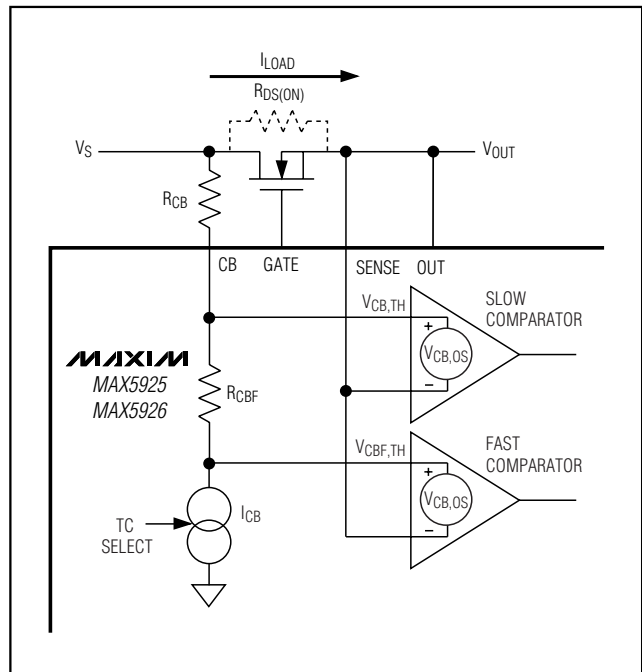 ILOAD
RDS(ON)
VS
VOUT
RCB
CB GATE SENSE OUT
VCB,TH
SLOW
COMPARATOR
+
VCB,OS
−
MAXIM
MAX5925
MAX5926
RCBF
VCBF,TH
FAST
COMPARATOR
+
VCB,OS
−
ICB
TC
SELECT